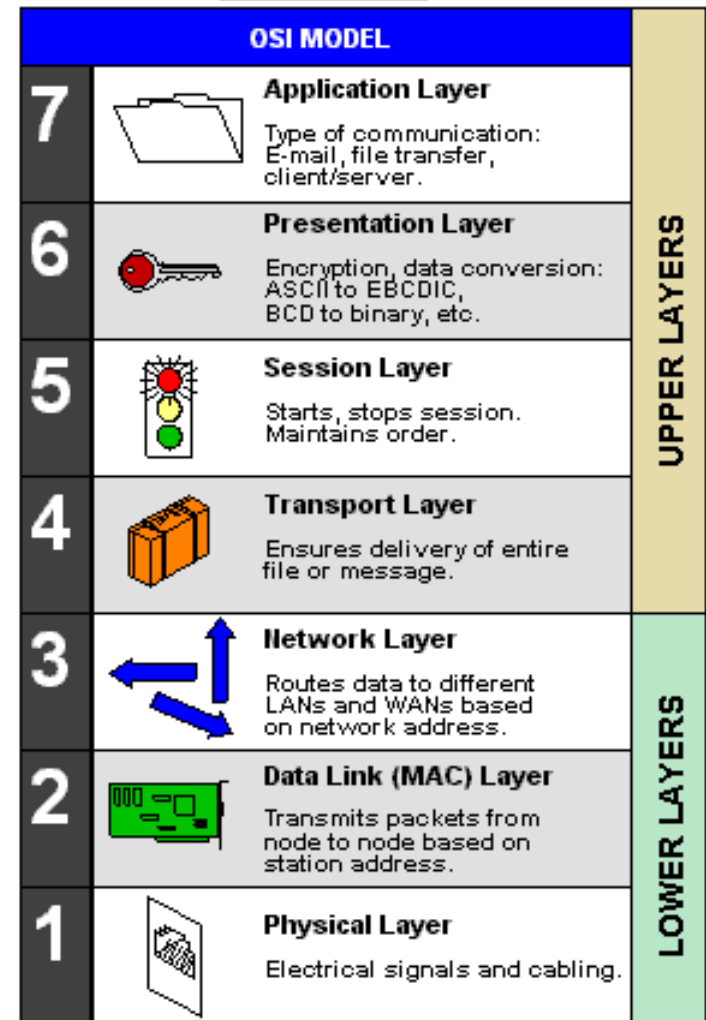 OSI MODEL
7
Application Layer
Type of communication:
E-mail, file transfer,
client/server.
6
Presentation Layer
Encryption, data conversion:
ASCII to EBCDIC,
BCD to binary, etc.
5
Session Layer
Starts, stops session.
Maintains order.
4
Transport Layer
Ensures delivery of entire
file or message.
UPPER LAYERS
3
Network Layer
Routes data to different
LANs and WANs based
on network address.
2
Data Link (MAC) Layer
Transmits packets from
node to node based on
station address.
1
Physical Layer
Electrical signals and cabling.
LOWER LAYERS